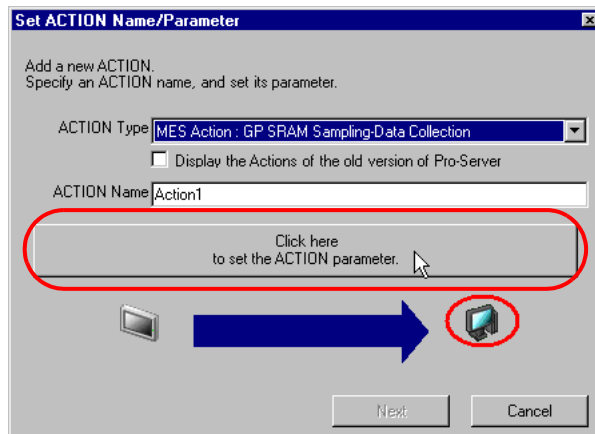 Set ACTION Name/Parameter
Add a new ACTION.
Specify an ACTION name, and set its parameter.
ACTION Type MES Action : GP SRAM Sampling-Data Collection
Display the Actions of the old version of Pro-Server
ACTION Name Action1
Click here
to set the ACTION parameter.
Next Cancel